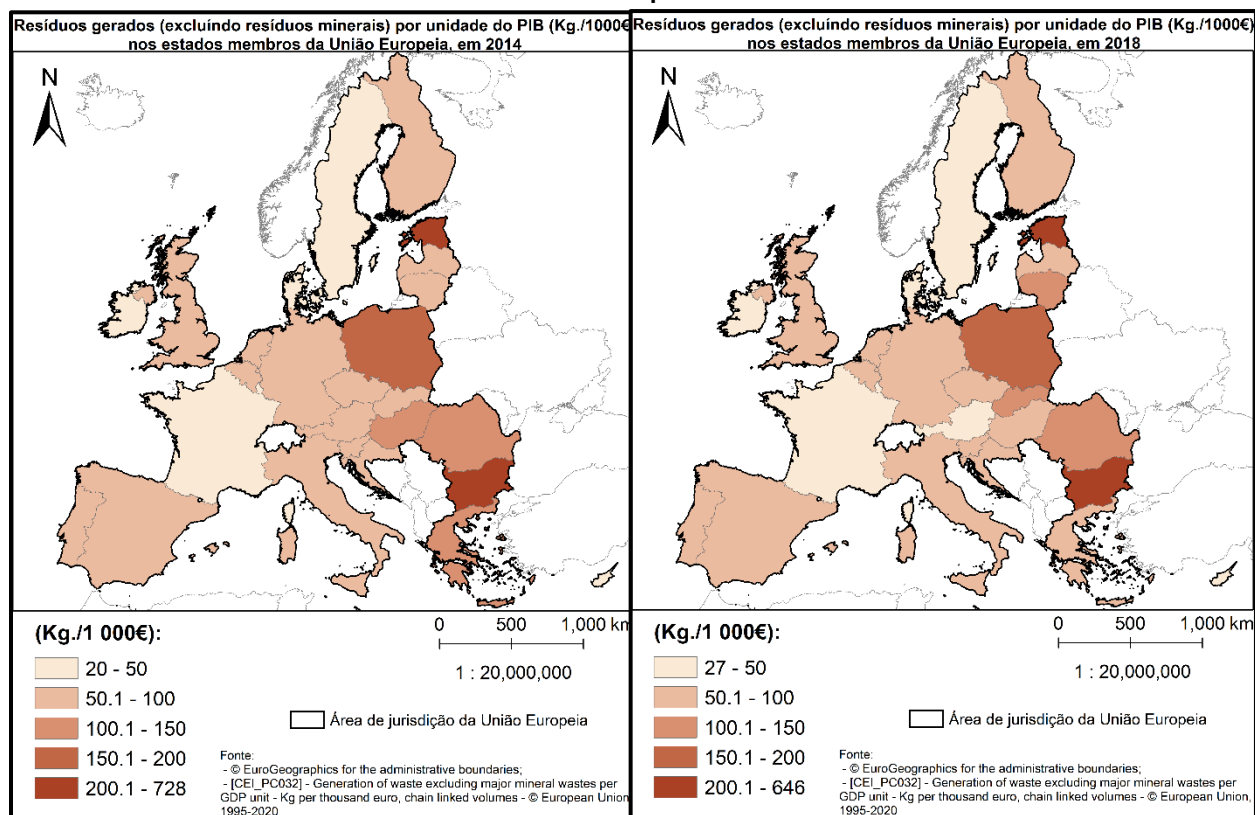 Resíduos gerados (excluíndo resíduos minerais) por unidade do PIB (Kg./1000€
nos estados membros da União Europeia, em 2014
N
(Kg./1 000€):
20 - 50
50.1 - 100
100.1 - 150
150.1 - 200
200.1 - 728
0 500 1,000 km
1 : 20,000,000
Área de jurisdição da União Europeia
Fonte:
- © EuroGeographics for the administrative boundaries;
- [CEI_PC032] - Generation of waste excluding major mineral wastes per
GDP unit - Kg per thousand euro, chain linked volumes - © European Union,
1995-2020
Resíduos gerados (excluíndo resíduos minerais) por unidade do PIB (Kg./1000€)
nos estados membros da União Europeia, em 2018
N
(Kg./1 000€):
27 - 50
50.1 - 100
100.1 - 150
150.1 - 200
200.1 - 646
0 500 1,000 km
1 : 20,000,000
Área de jurisdição da União Europeia
Fonte:
- © EuroGeographics for the administrative boundaries;
- [CEI_PC032] - Generation of waste excluding major mineral wastes per
GDP unit - Kg per thousand euro, chain linked volumes - © European Union,
1995-2020